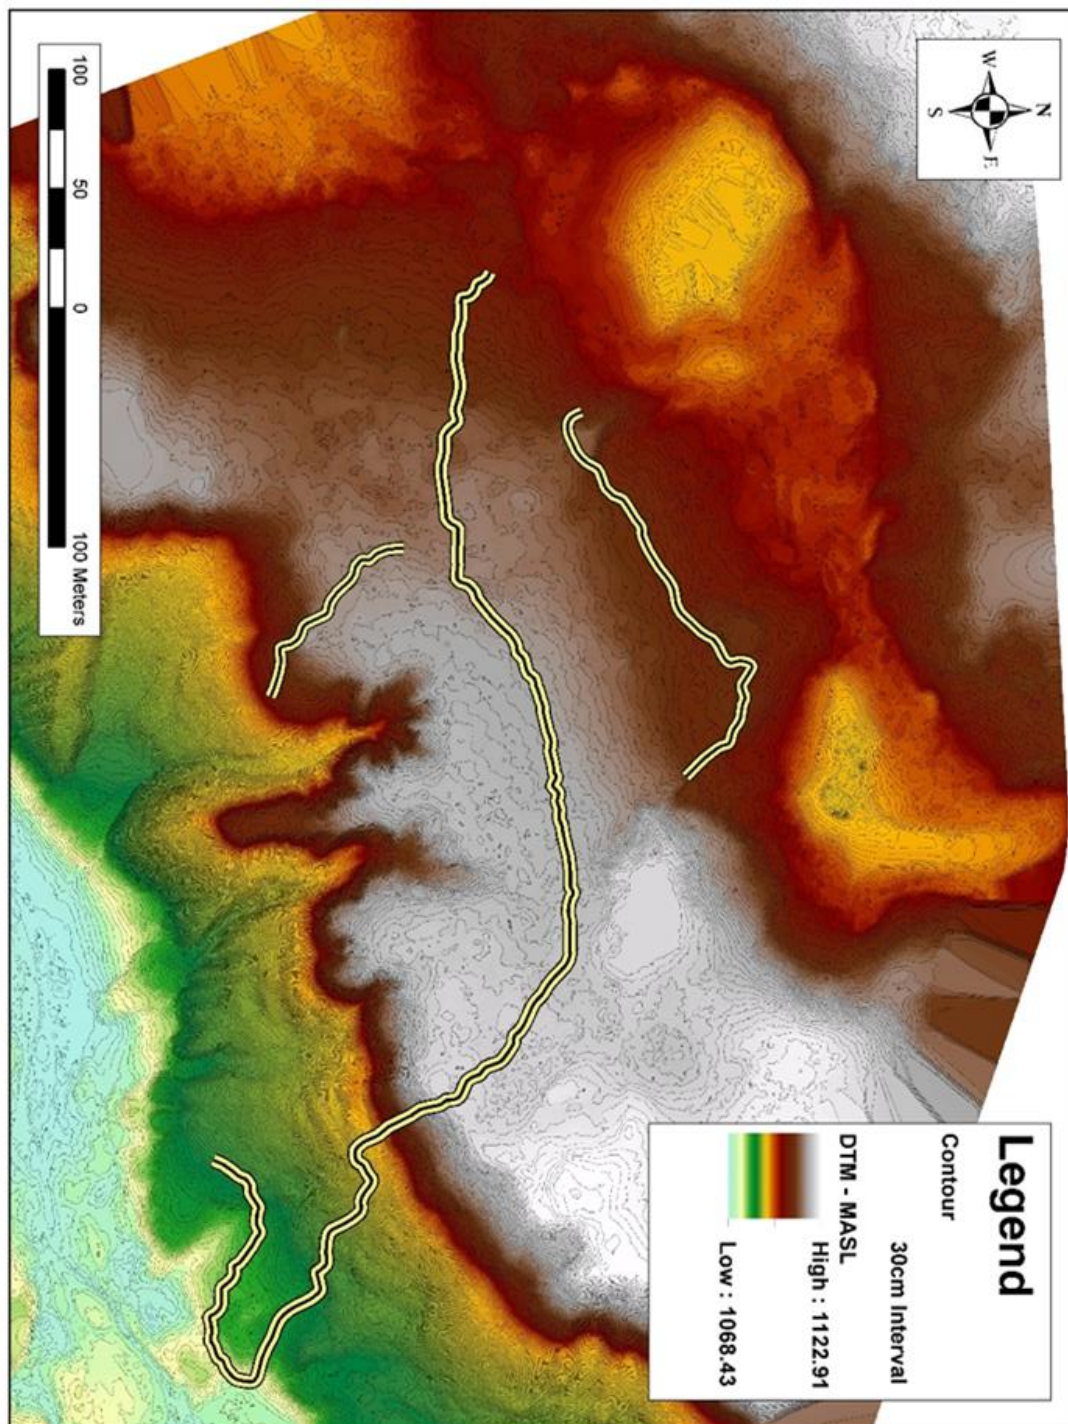 N
W
E
S
100 50 0 100 Meters
Legend
Contour
30cm Interval
DTM - MASL
High : 1122.91
Low : 1068.43